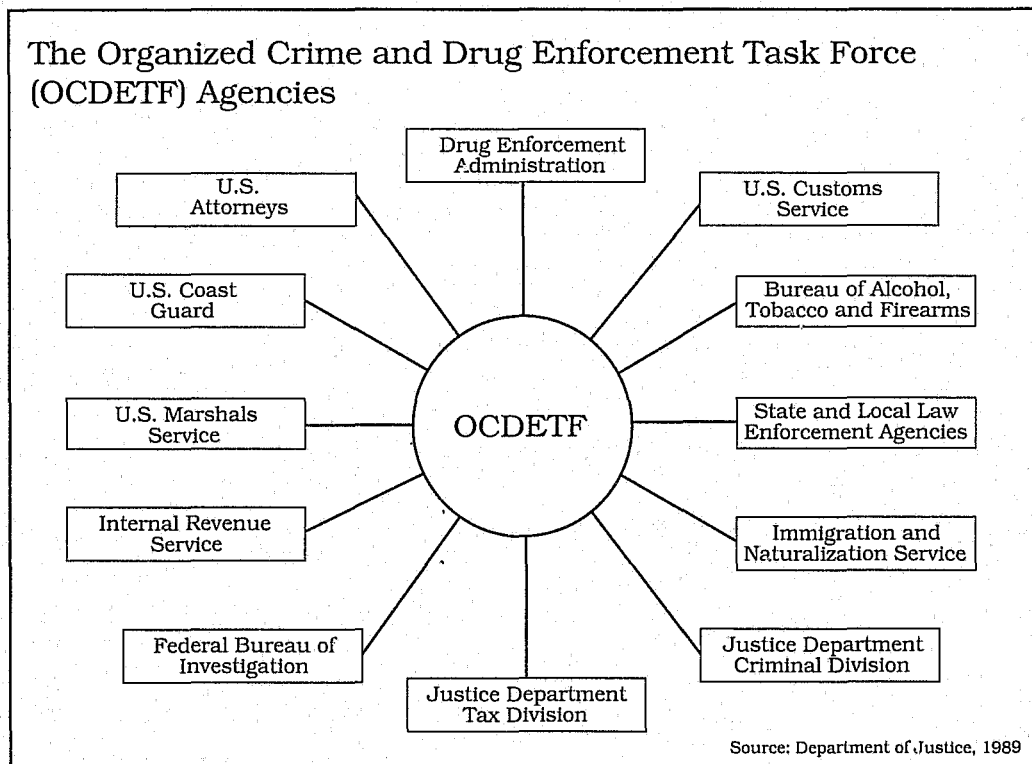 The Organized Crime and Drug Enforcement Task Force
(OCDETF) Agencies
Drug Enforcement
Administration
U.S.
Attorneys
U.S. Customs
Service
U.S. Coast
Guard
Bureau of Alcohol,
Tobacco and Firearms
U.S. Marshals
Service
OCDETF
State and Local Law
Enforcement Agencies
Internal Revenue
Service
Immigration and
Naturalization Service
Federal Bureau of
Investigation
Justice Department
Criminal Division
Justice Department
Tax Division
Source: Department of Justice, 1989